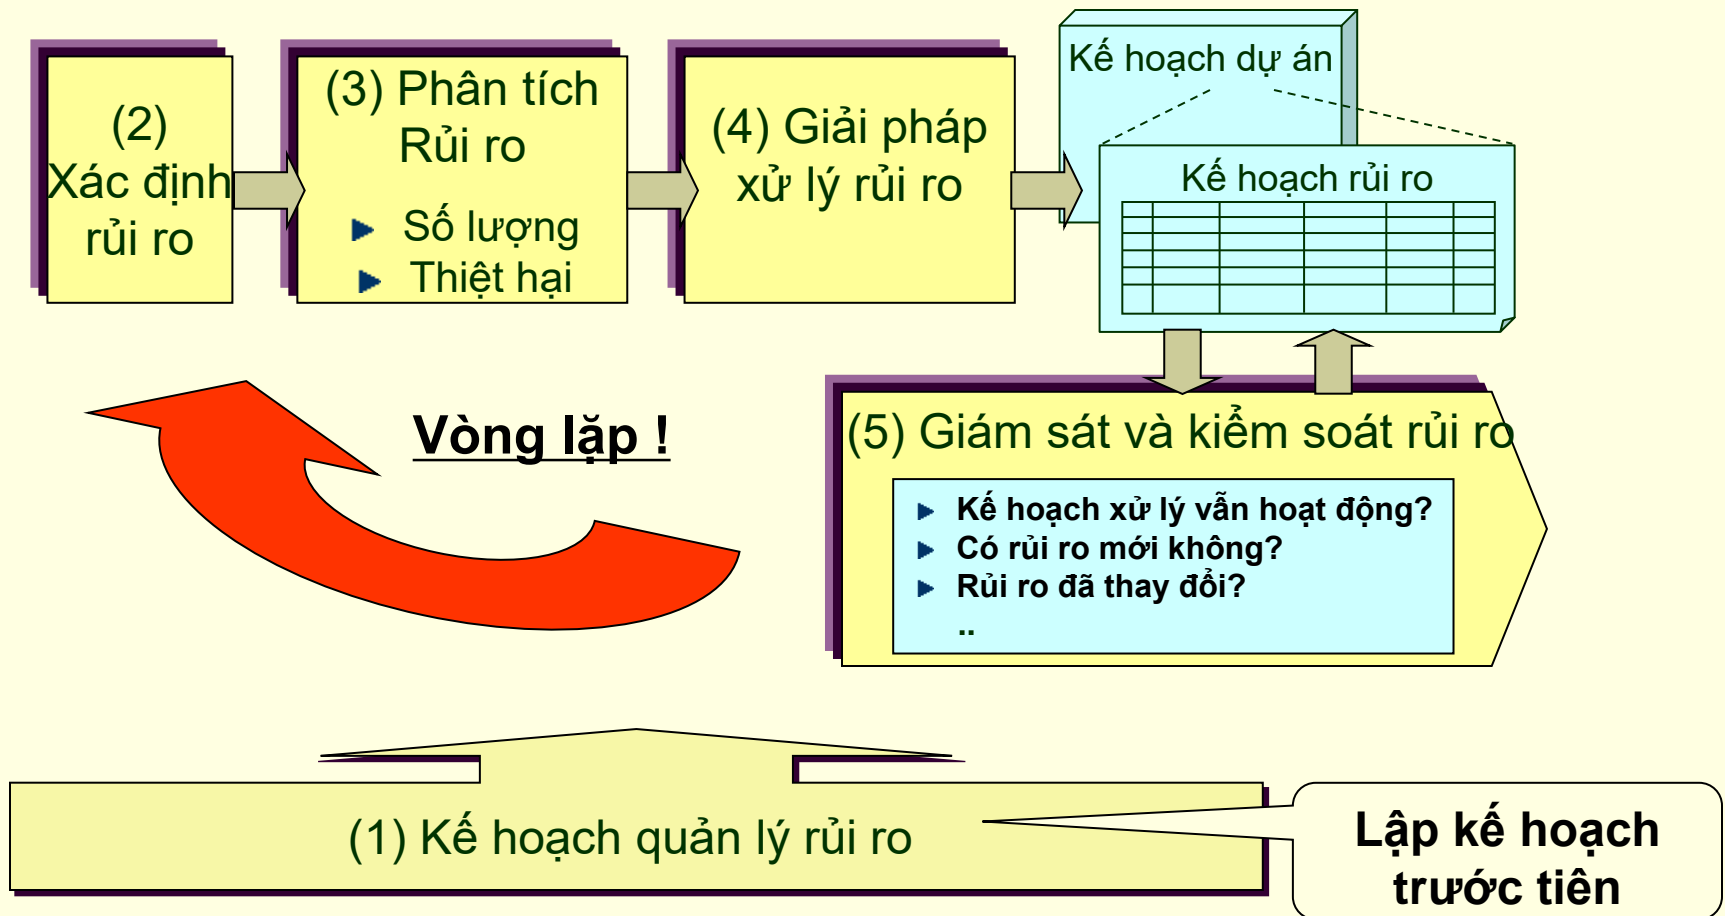 (2)
Xác định
rủi ro
(3) Phân tích
Rủi ro
Số lượng
Thiệt hại
(4) Giải pháp
xử lý rủi ro
Kế hoạch dự án
Kế hoạch rủi ro
Vòng lặp !
(5) Giám sát và kiểm soát rủi ro
Kế hoạch xử lý vẫn hoạt động?
Có rủi ro mới không?
Rủi ro đã thay đổi?
..
(1) Kế hoạch quản lý rủi ro
Lập kế hoạch
trước tiên